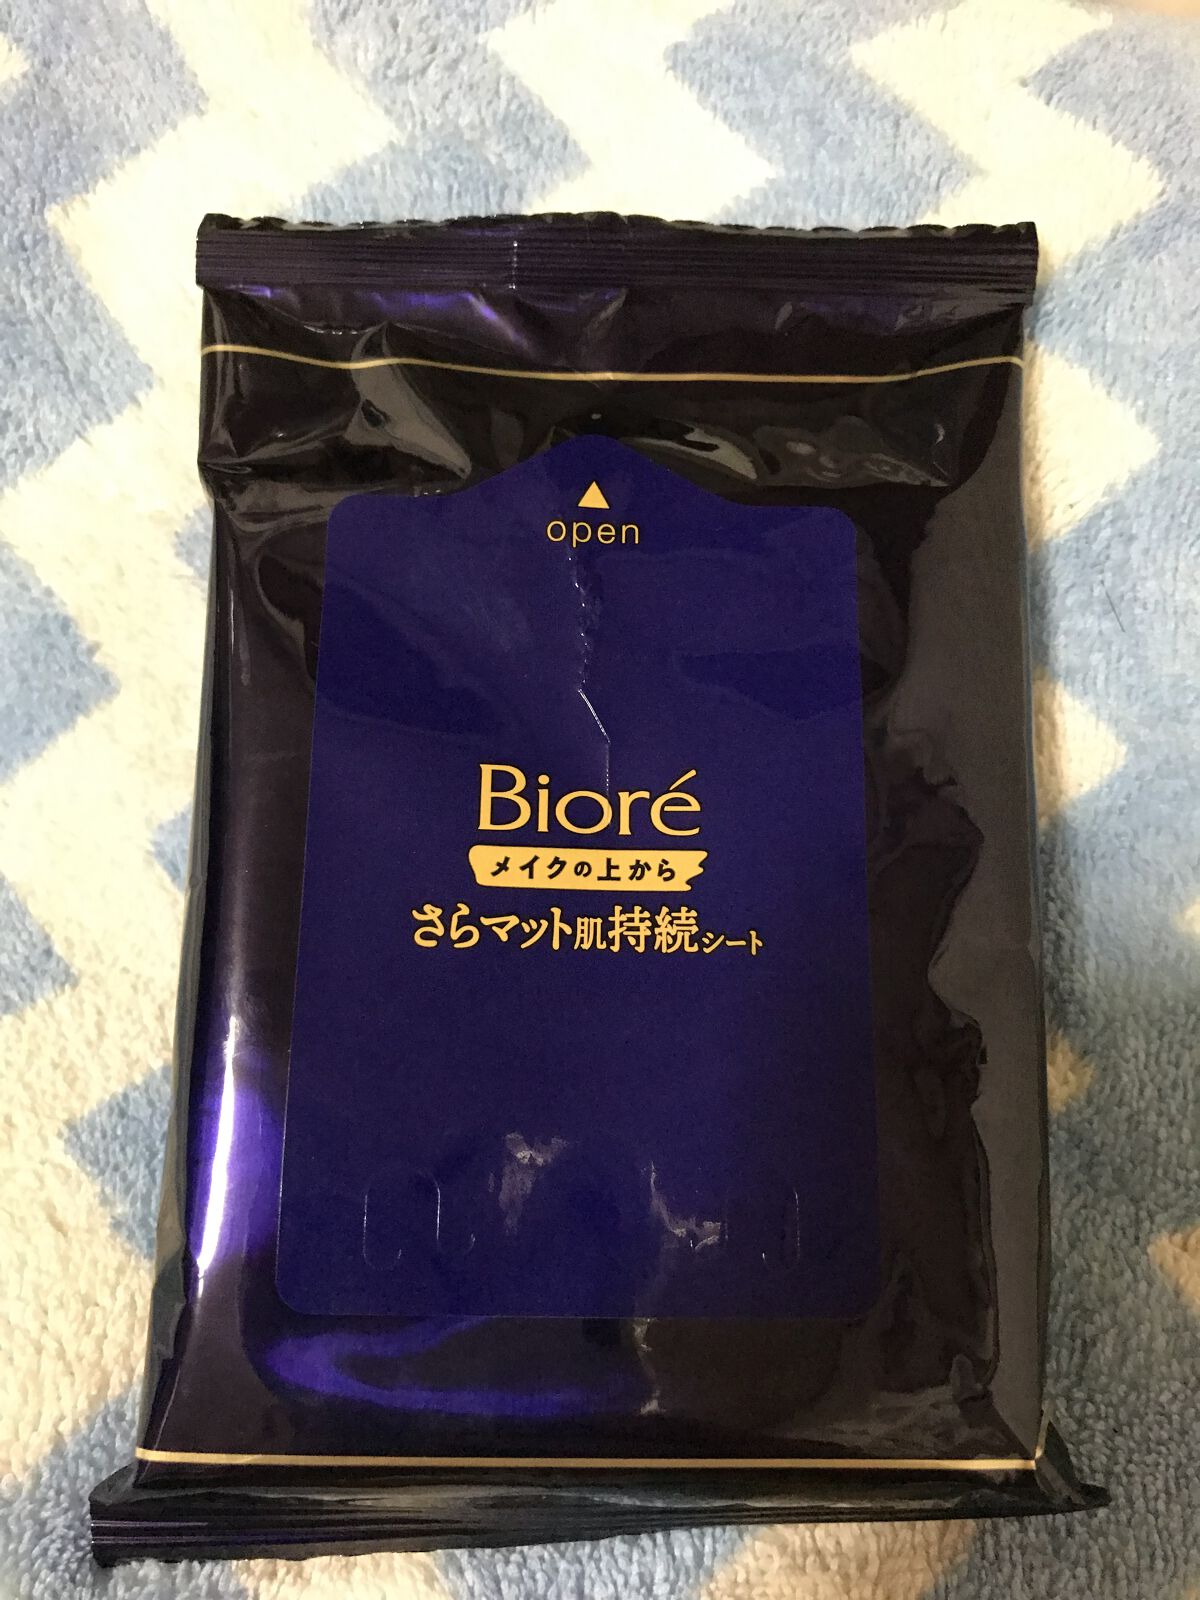 open
Bioré
メイクの上から
さらマット肌持続シート